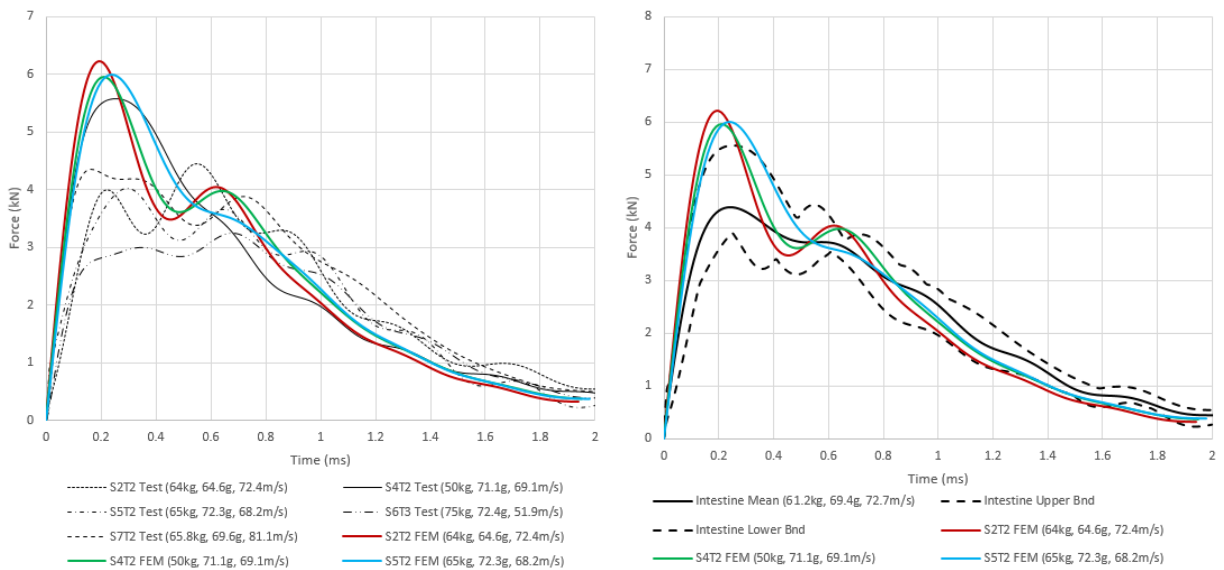 7
6
5
4
3
2
1
0
Force (kN)
0 0.2 0.4 0.6 0.8 1 1.2 1.4 1.6 1.8 2
Time (ms)
S2T2 Test (64kg, 64.6g, 72.4m/s) S4T2 Test (50kg, 71.1g, 69.1m/s)
S5T2 Test (65kg, 72.3g, 68.2m/s) S6T3 Test (75kg, 72.4g, 51.9m/s)
S7T2 Test (65.8kg, 69.6g, 81.1m/s) S2T2 FEM (64kg, 64.6g, 72.4m/s)
S4T2 FEM (50kg, 71.1g, 69.1m/s) S5T2 FEM (65kg, 72.3g, 68.2m/s)
8
7
6
5
4
3
2
1
0
Force (kN)
0 0.2 0.4 0.6 0.8 1 1.2 1.4 1.6 1.8 2
Time (ms)
Intestine Mean (61.2kg, 69.4g, 72.7m/s) Intestine Upper Bnd
Intestine Lower Bnd S2T2 FEM (64kg, 64.6g, 72.4m/s)
S4T2 FEM (50kg, 71.1g, 69.1m/s) S5T2 FEM (65kg, 72.3g, 68.2m/s)